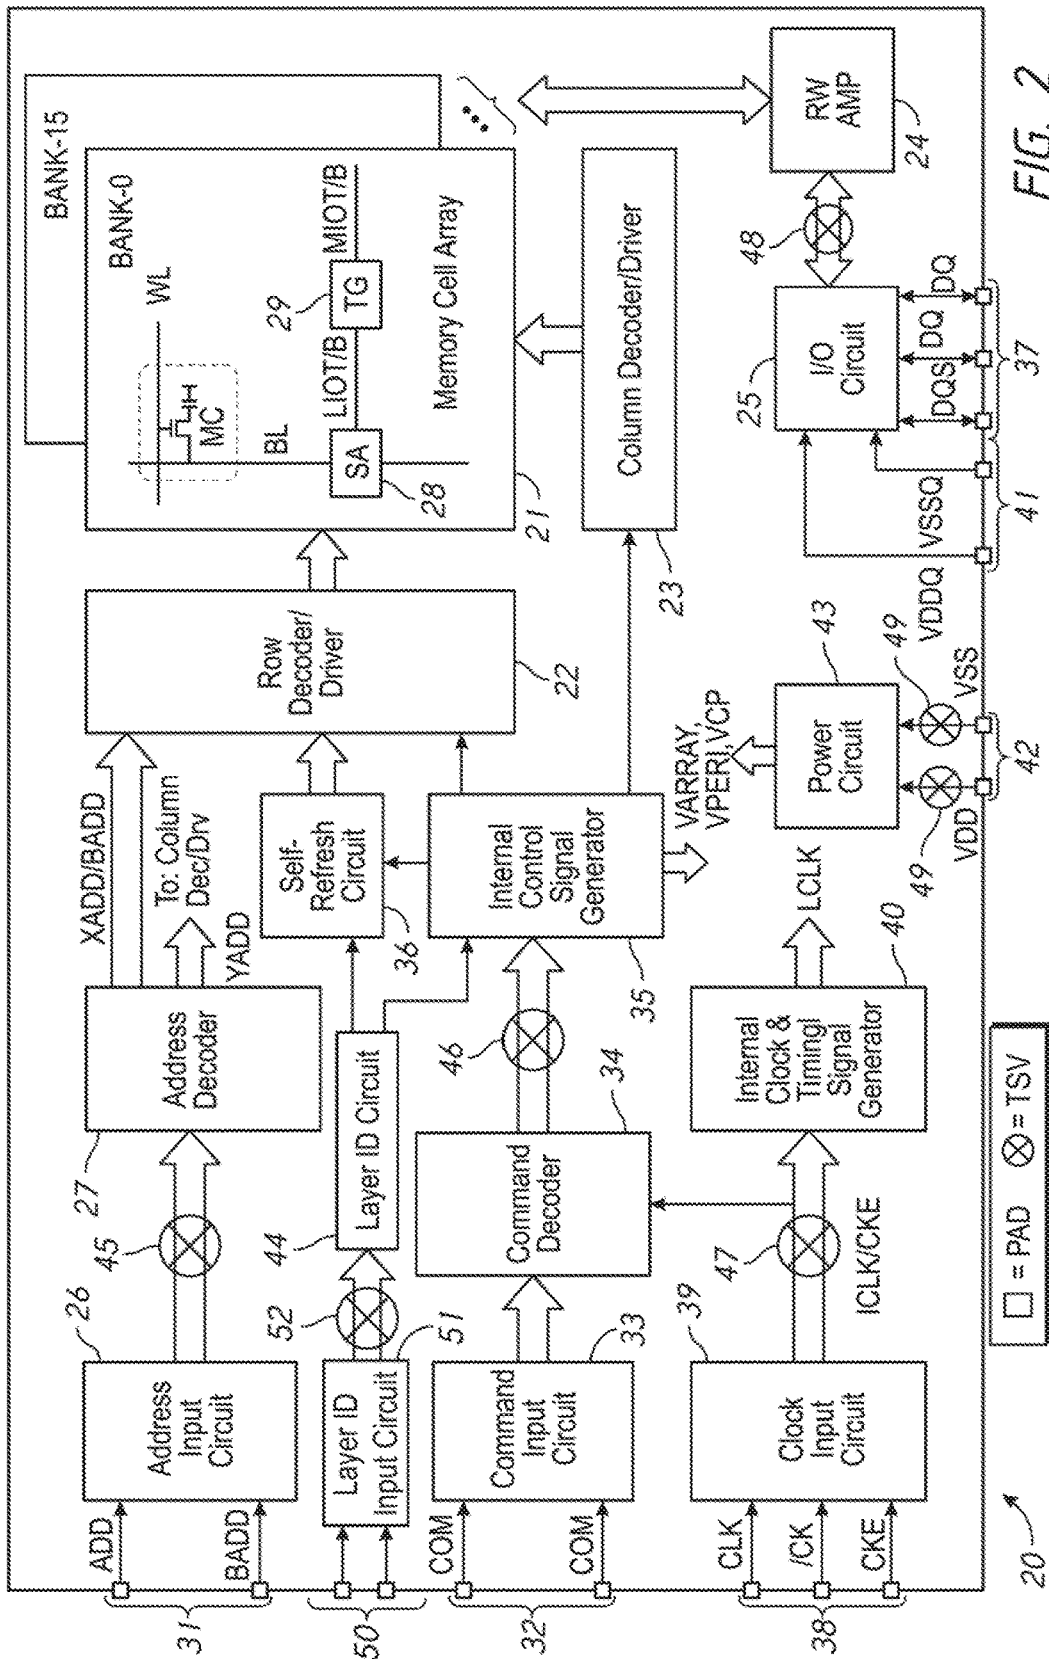 BANK-15
BANK-0
WL
MC
BL
SA
28
LIOT/B
29
TG
MIOT/B
Memory Cell Array
21
ADD
BADD
31
Address
Input
Circuit
26
45
Address
Decoder
27
XADD/BADD
To: Column
Dec/Drv
YADD
Row
Decoder/
Driver
22
50
Layer ID
Input Circuit
51
52
Layer ID Circuit
44
Self-
Refresh
Circuit
36
COM
COM
32
Command
Input
Circuit
33
Command
Decoder
34
46
Internal
Control
Signal
Generator
35
Column Decoder/Driver
23
CLK
/CK
CKE
38
Clock
Input
Circuit
39
47
ICLK/CKE
Internal
Clock &
Timingl
Signal
Generator
40
LCLK
VARRAY,
VPERI,VCP
Power
Circuit
43
49
49
VDD
VSS
42
VDDQ
VSSQ
41
I/O
Circuit
25
DQS
DQ
DQ
37
48
RW
AMP
24
20
= PAD
= TSV
FIG. 2